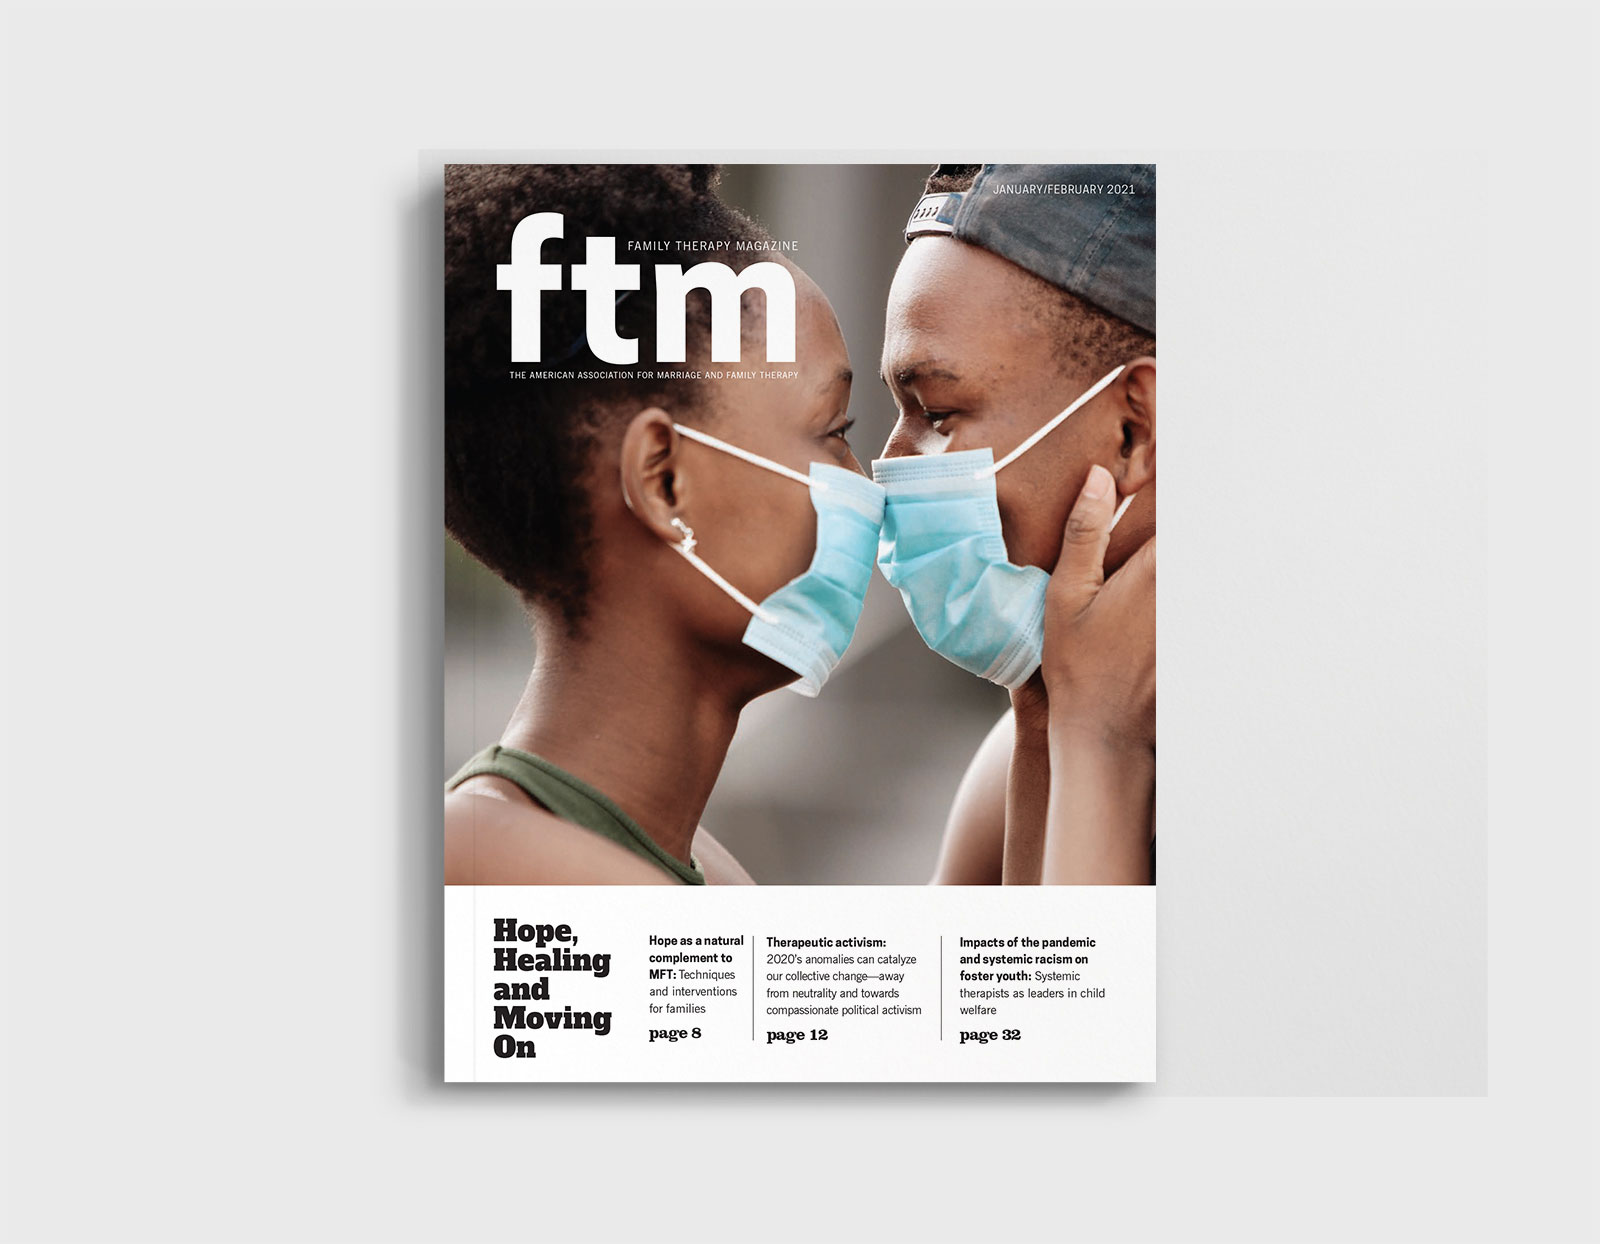 JANUARY/FEBRUARY 2021
FAMILY THERAPY MAGAZINE
ftm
THE AMERICAN ASSOCIATION FOR MARRIAGE AND FAMILY THERAPY
Hope,
Healing
and
Moving
On
Hope as a natural
complement to
MFT: Techniques
and interventions
for families
page 8
Therapeutic activism:
2020's anomalies can catalyze
our collective change—away
from neutrality and towards
compassionate political activism
page 12
Impacts of the pandemic
and systemic racism on
foster youth: Systemic
therapists as leaders in child
welfare
page 32